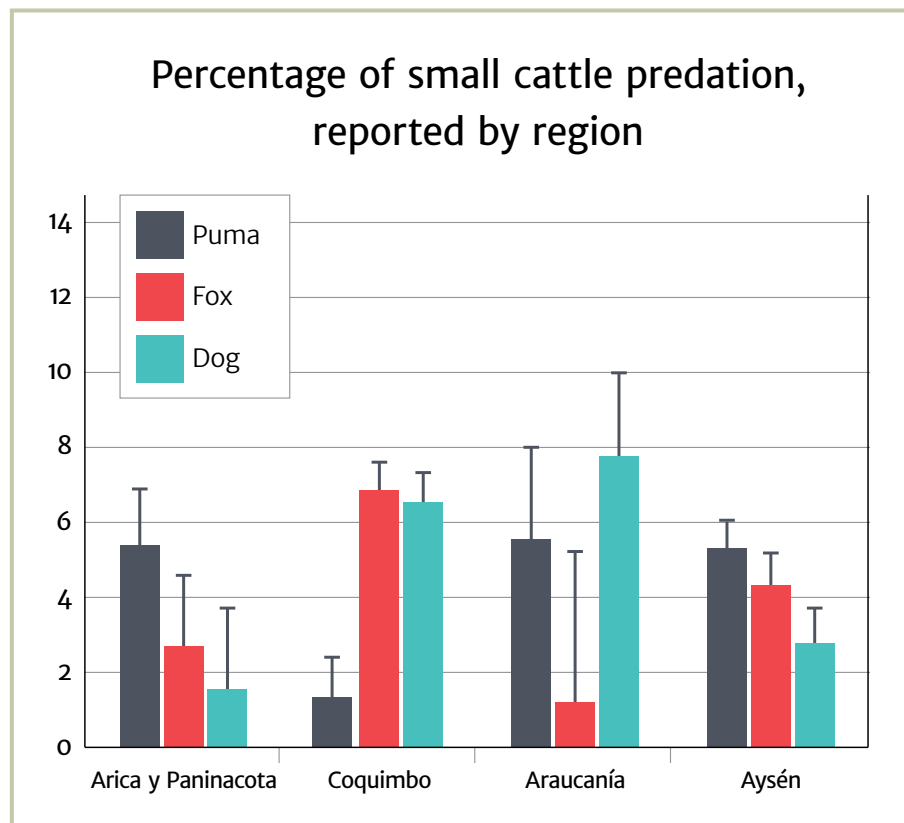 Percentage of small cattle predation,
reported by region
14
12
10
8
6
4
2
0
Puma
Fox
Dog
Arica y Paninacota
Coquimbo
Araucanía
Aysén